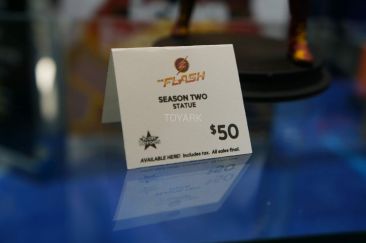 THE FLASH
SEASON TWO
STATUE
TOYARK
$50
AVAILABLE HERE! Includes tax. All sales final.